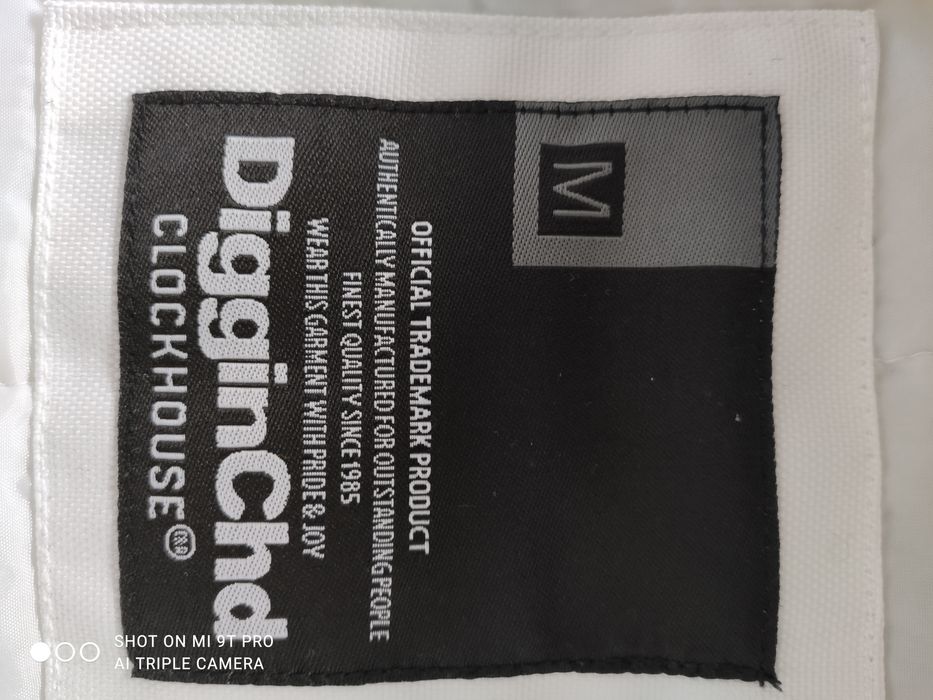 M
OFFICIAL TRADEMARK PRODUCT
AUTHENTICALLY MANUFACTURED FOR OUTSTANDING PEOPLE
FINEST QUALITY SINCE 1985
WEAR THIS GARMENT WITH PRIDE & JOY
DigginChd
CLOCKHOUSE
SHOT ON MI 9T PRO
AI TRIPLE CAMERA